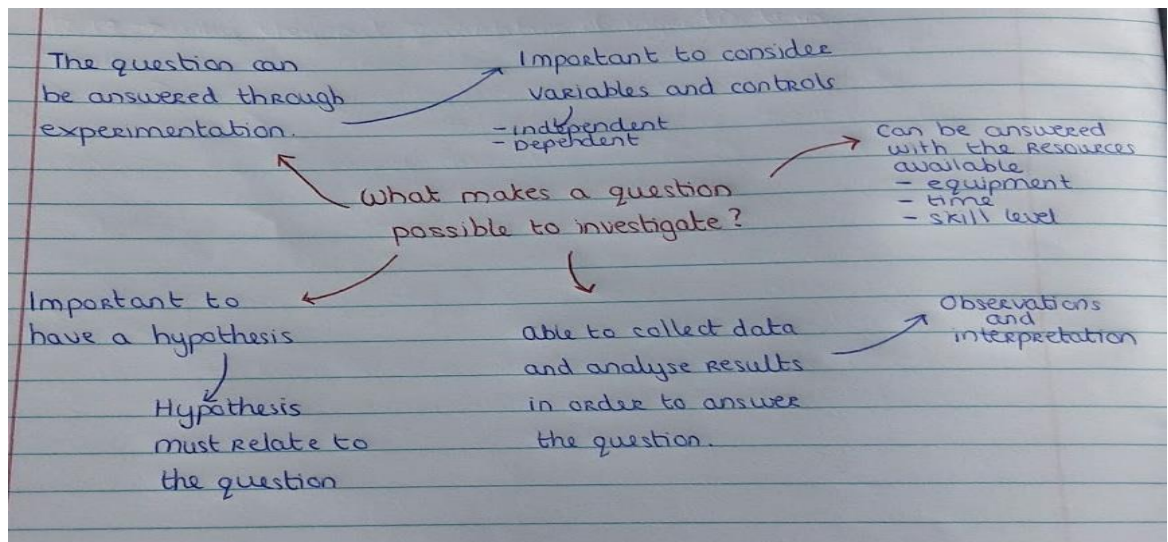 The question can
be answered through
experimentation.
Important to consider
variables and controls
- independent
- Dependent
can be answered
with the resources
available
- equipment
- time
- skill level
What makes a question
possible to investigate?
Important to
have a hypothesis
Hypothesis
must relate to
the question
able to collect data
and analyse results
in order to answer
the question.
Observations
and
interpretation